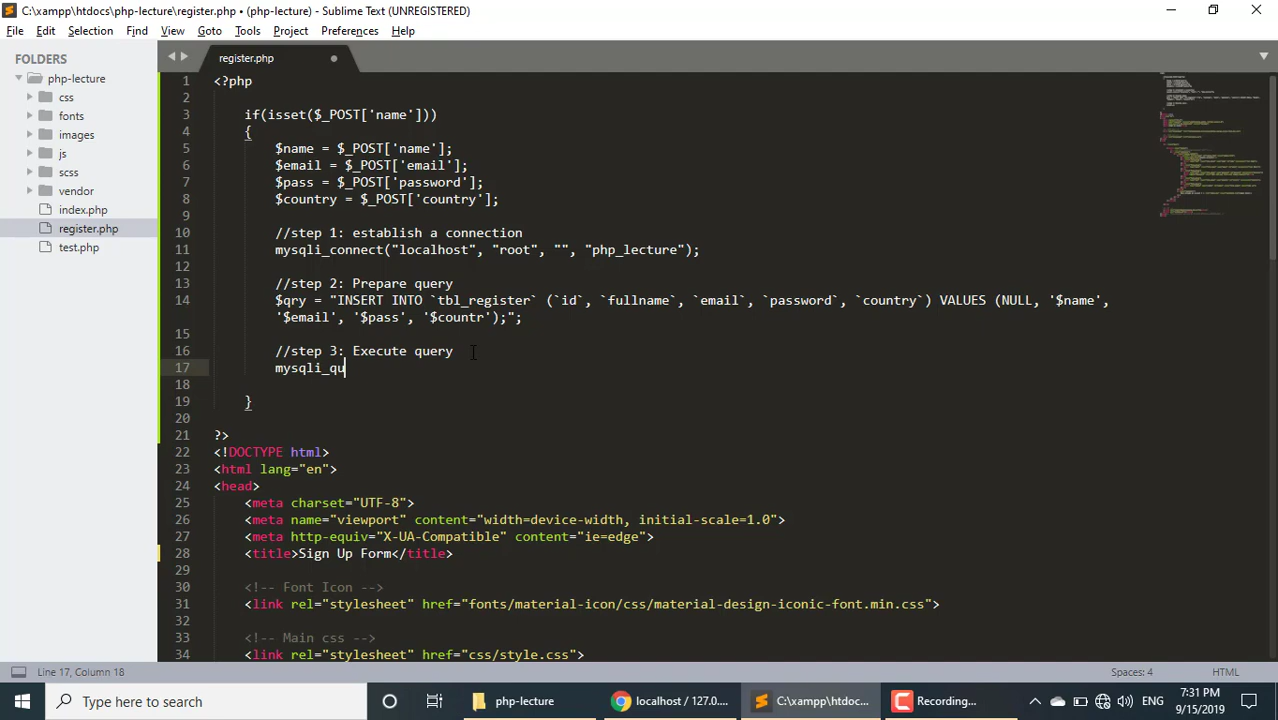 C:\xampp\htdocs\php-lecture\register.php • (php-lecture) - Sublime Text (UNREGISTERED)
File Edit Selection Find View Goto Tools Project Preferences Help
FOLDERS
php-lecture
css
fonts
images
js
scss
vendor
index.php
register.php
test.php
register.php
1 <?php
2
3 if(isset($_POST['name']))
4 {
5 $name = $_POST['name'];
6 $email = $_POST['email'];
7 $pass = $_POST['password'];
8 $country = $_POST['country'];
9
10 //step 1: establish a connection
11 mysqli_connect("localhost", "root", "", "php_lecture");
12
13 //step 2: Prepare query
14 $qry = "INSERT INTO `tbl_register` (`id`, `fullname`, `email`, `password`, `country`) VALUES (NULL, '$name',
'$email', '$pass', '$countr');";
15
16 //step 3: Execute query
17 mysqli_qu
18
19 }
20
21 ?>
22 <!DOCTYPE html>
23 <html lang="en">
24 <head>
25 <meta charset="UTF-8">
26 <meta name="viewport" content="width=device-width, initial-scale=1.0">
27 <meta http-equiv="X-UA-Compatible" content="ie=edge">
28 <title>Sign Up Form</title>
29
30 <!-- Font Icon -->
31 <link rel="stylesheet" href="fonts/material-icon/css/material-design-iconic-font.min.css">
32
33 <!-- Main css -->
34 <link rel="stylesheet" href="css/style.css">
Line 17, Column 18
Spaces: 4
HTML
Type here to search
php-lecture
localhost / 127.0....
C:\xampp\htdoc...
Recording...
ENG
7:31 PM
9/15/2019